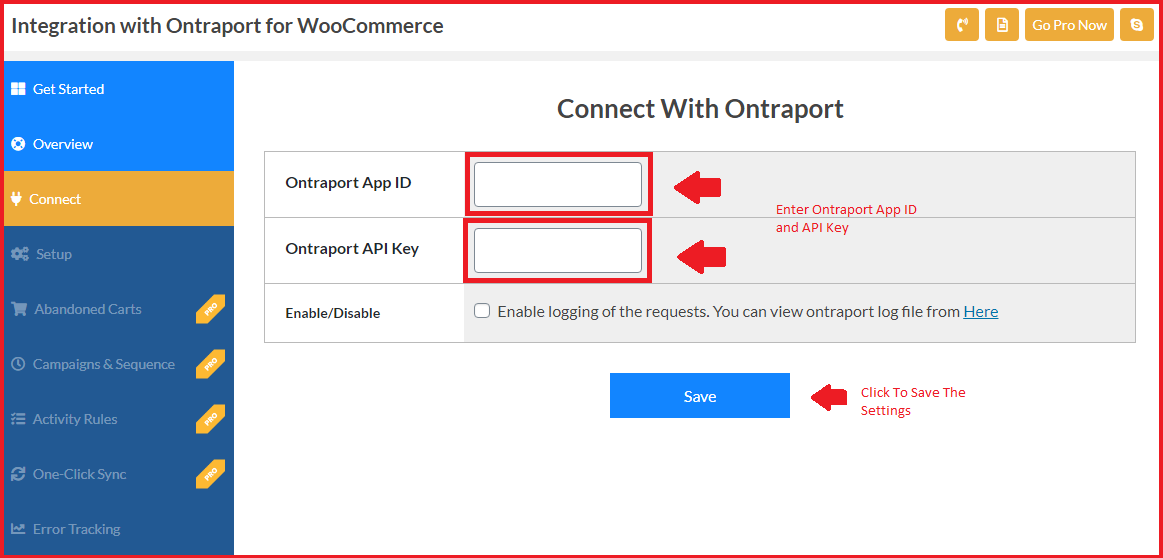 Integration with Ontraport for WooCommerce
Go Pro Now
Get Started
Overview
Connect
Setup
Abandoned Carts
PRO
Campaigns & Sequence
PRO
Activity Rules
PRO
One-Click Sync
PRO
Error Tracking
Connect With Ontraport
Ontraport App ID
Enter Ontraport App ID
and API Key
Ontraport API Key
Enable/Disable
Enable logging of the requests. You can view ontraport log file from Here
Save
Click To Save The
Settings